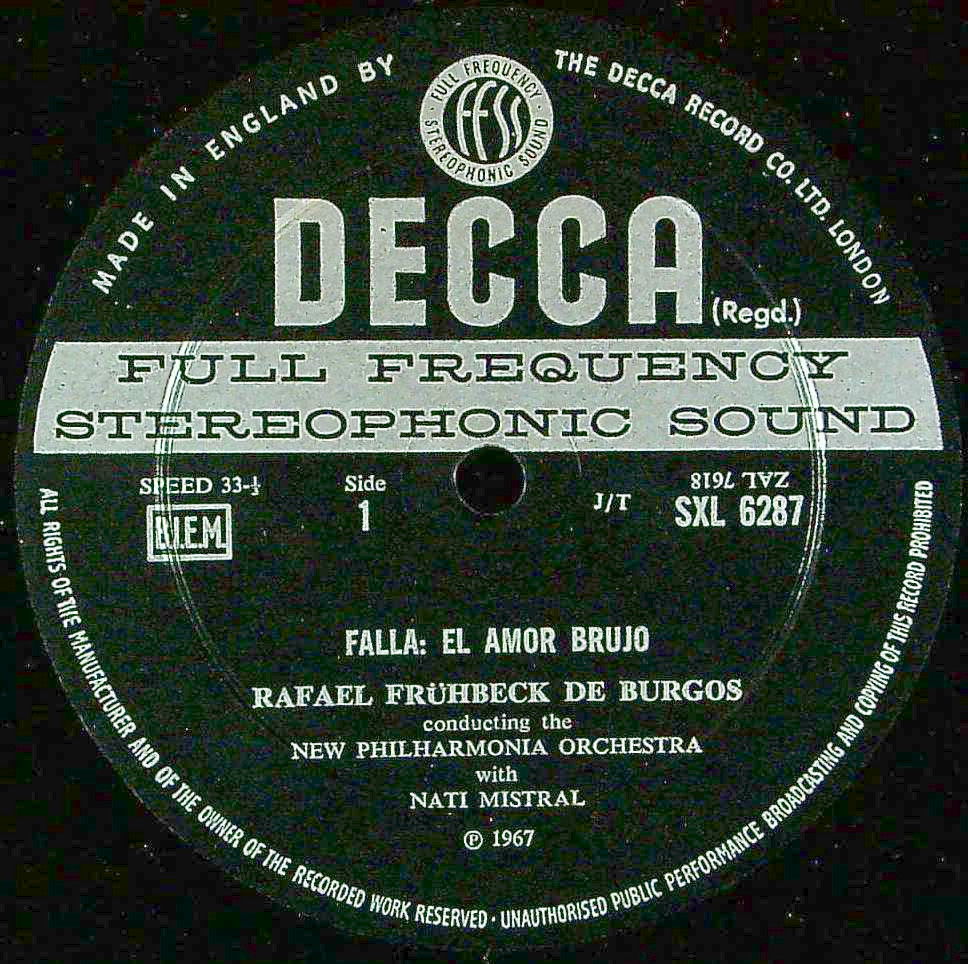 MADE IN ENGLAND BY
THE DECCA RECORD CO. LTD. LONDON
FULL FREQUENCY · STEREOPHONIC SOUND ·
FFSS
DECCA
(Regd.)
FULL FREQUENCY
STEREOPHONIC SOUND
SPEED 33-⅓
B.I.E.M.
Side
1
J/T
ZAL 7618
SXL 6287
FALLA: EL AMOR BRUJO
RAFAEL FRÜHBECK DE BURGOS
conducting the
NEW PHILHARMONIA ORCHESTRA
with
NATI MISTRAL
℗ 1967
ALL RIGHTS OF THE MANUFACTURER AND OF THE OWNER OF THE RECORDED WORK RESERVED · UNAUTHORISED PUBLIC PERFORMANCE BROADCASTING AND COPYING OF THIS RECORD PROHIBITED